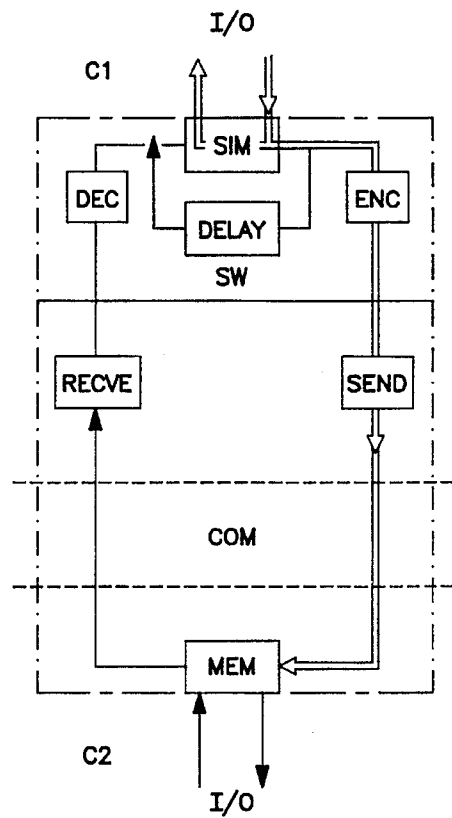 I/O
C1
SIM
DEC
DELAY
ENC
SW
RECVE
SEND
COM
MEM
C2
I/O